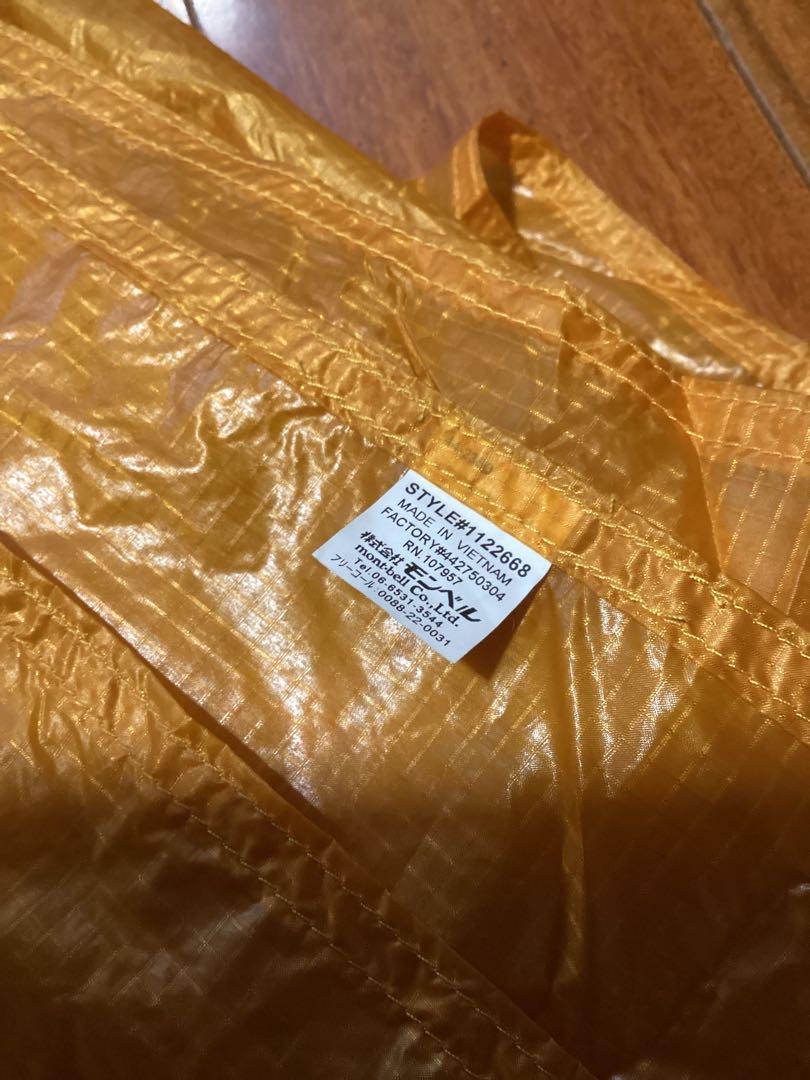 STYLE#1122668
MADE IN VIETNAM
FACTORY#442750304
RN 107957
株式会社 モンベル
mont-bell Co., Ltd.
Tel.06-6531-3544
フリーコール:0088-22-0031